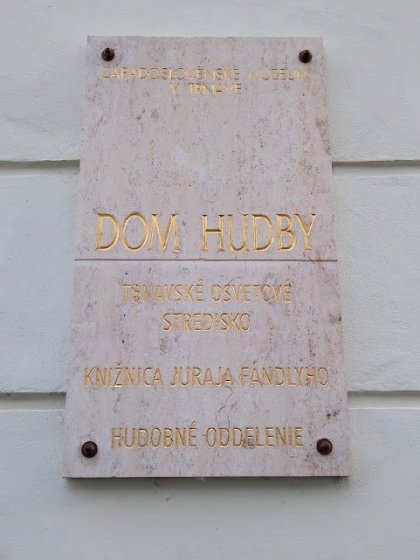 ZÁPADOSLOVENSKÉ MÚZEUM
V TRNAVE
DOM HUDBY
TRNAVSKÉ OSVETOVÉ
STREDISKO
KNIŽNICA JURAJA FÁNDLYHO
HUDOBNÉ ODDELENIE